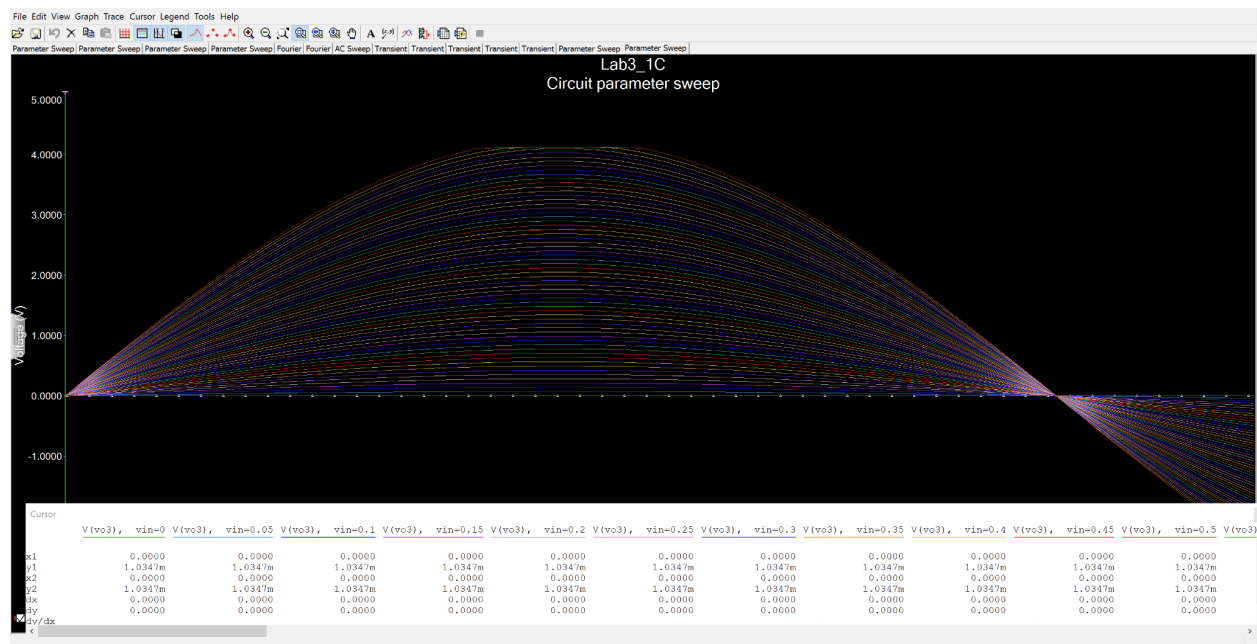 File Edit View Graph Trace Cursor Legend Tools Help
Parameter Sweep Parameter Sweep Parameter Sweep Parameter Sweep Fourier Fourier AC Sweep Transient Transient Transient Transient Transient Parameter Sweep Parameter Sweep
Lab3_1C
Circuit parameter sweep
5.0000
4.0000
3.0000
2.0000
1.0000
0.0000
-1.0000
Voltage (V)
Cursor
V(vo3), vin=0 V(vo3), vin=0.05 V(vo3), vin=0.1 V(vo3), vin=0.15 V(vo3), vin=0.2 V(vo3), vin=0.25 V(vo3), vin=0.3 V(vo3), vin=0.35 V(vo3), vin=0.4 V(vo3), vin=0.45 V(vo3), vin=0.5 V(vo3)
x1 0.0000 0.0000 0.0000 0.0000 0.0000 0.0000 0.0000 0.0000 0.0000 0.0000 0.0000
y1 1.0347m 1.0347m 1.0347m 1.0347m 1.0347m 1.0347m 1.0347m 1.0347m 1.0347m 1.0347m 1.0347m
x2 0.0000 0.0000 0.0000 0.0000 0.0000 0.0000 0.0000 0.0000 0.0000 0.0000 0.0000
y2 1.0347m 1.0347m 1.0347m 1.0347m 1.0347m 1.0347m 1.0347m 1.0347m 1.0347m 1.0347m 1.0347m
dx 0.0000 0.0000 0.0000 0.0000 0.0000 0.0000 0.0000 0.0000 0.0000 0.0000 0.0000
dy 0.0000 0.0000 0.0000 0.0000 0.0000 0.0000 0.0000 0.0000 0.0000 0.0000 0.0000
dy/dx